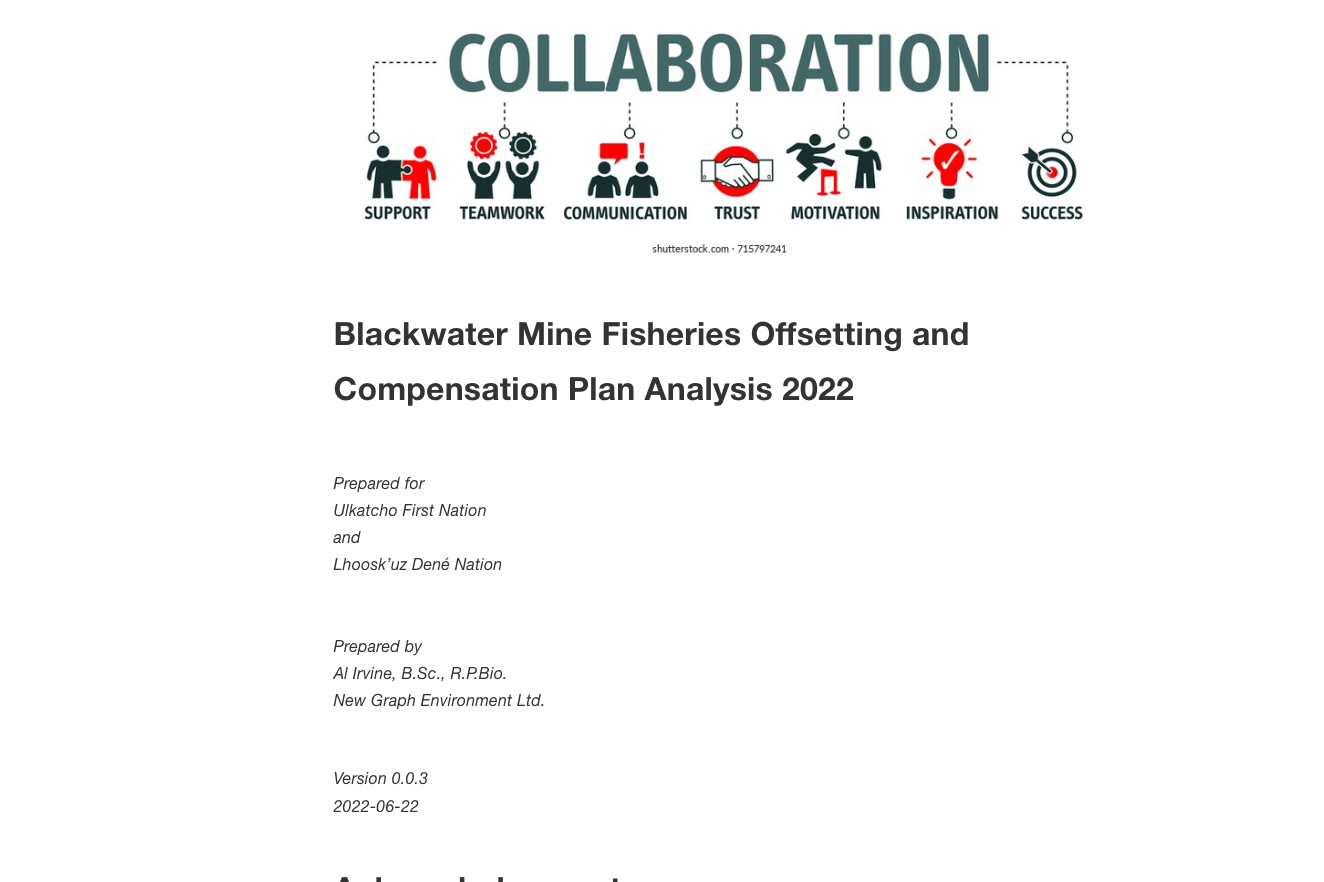 COLLABORATION
SUPPORT TEAMWORK COMMUNICATION TRUST MOTIVATION INSPIRATION SUCCESS
shutterstock.com · 715797241
Blackwater Mine Fisheries Offsetting and
Compensation Plan Analysis 2022
Prepared for
Ulkatcho First Nation
and
Lhoosk’uz Dené Nation
Prepared by
Al Irvine, B.Sc., R.P.Bio.
New Graph Environment Ltd.
Version 0.0.3
2022-06-22